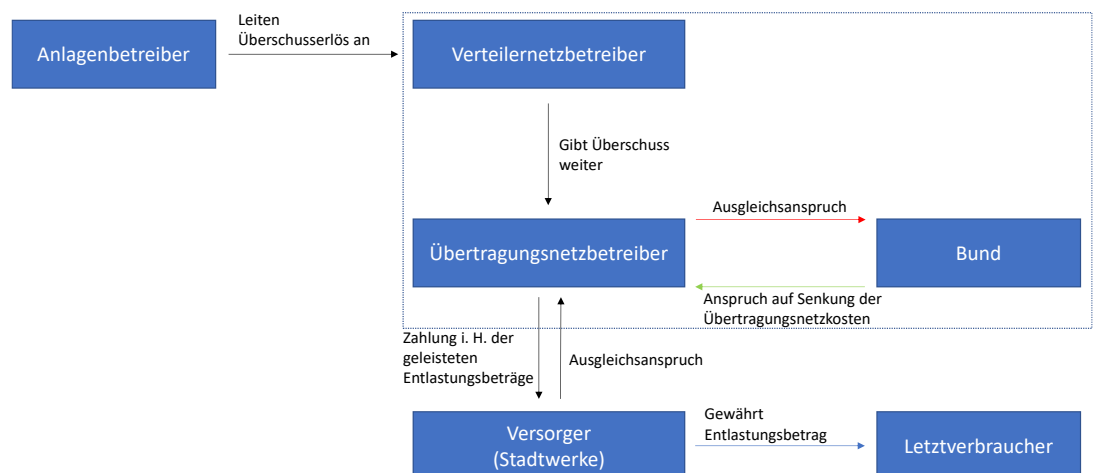 Leiten
Überschusserlös an
Anlagenbetreiber
Verteilernetzbetreiber
Gibt Überschuss
weiter
Ausgleichsanspruch
Übertragungsnetzbetreiber
Bund
Anspruch auf Senkung der
Übertragungsnetzkosten
Zahlung i. H. der
geleisteten
Entlastungsbeträge
Ausgleichsanspruch
Versorger
(Stadtwerke)
Gewährt
Entlastungsbetrag
Letztverbraucher